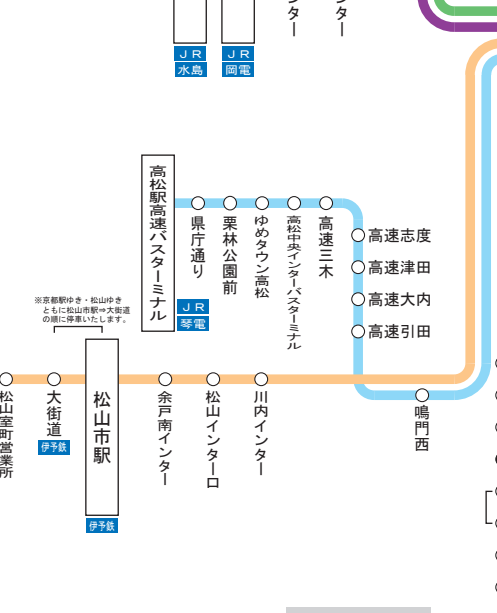 ター
ター
JR
水島
JR
岡電
高松駅高速バスターミナル
県庁通り
栗林公園前
ゆめタウン高松
高松中央インターバスターミナル
高速三木
高速志度
高速津田
高速大内
高速引田
JR
琴電
※京都駅ゆき・松山ゆき
ともに松山市駅⇒大街道
の順に停車いたします。
松山室町営業所
大街道
伊予鉄
松山市駅
伊予鉄
余戸南インター
松山インター口
川内インター
鳴門西